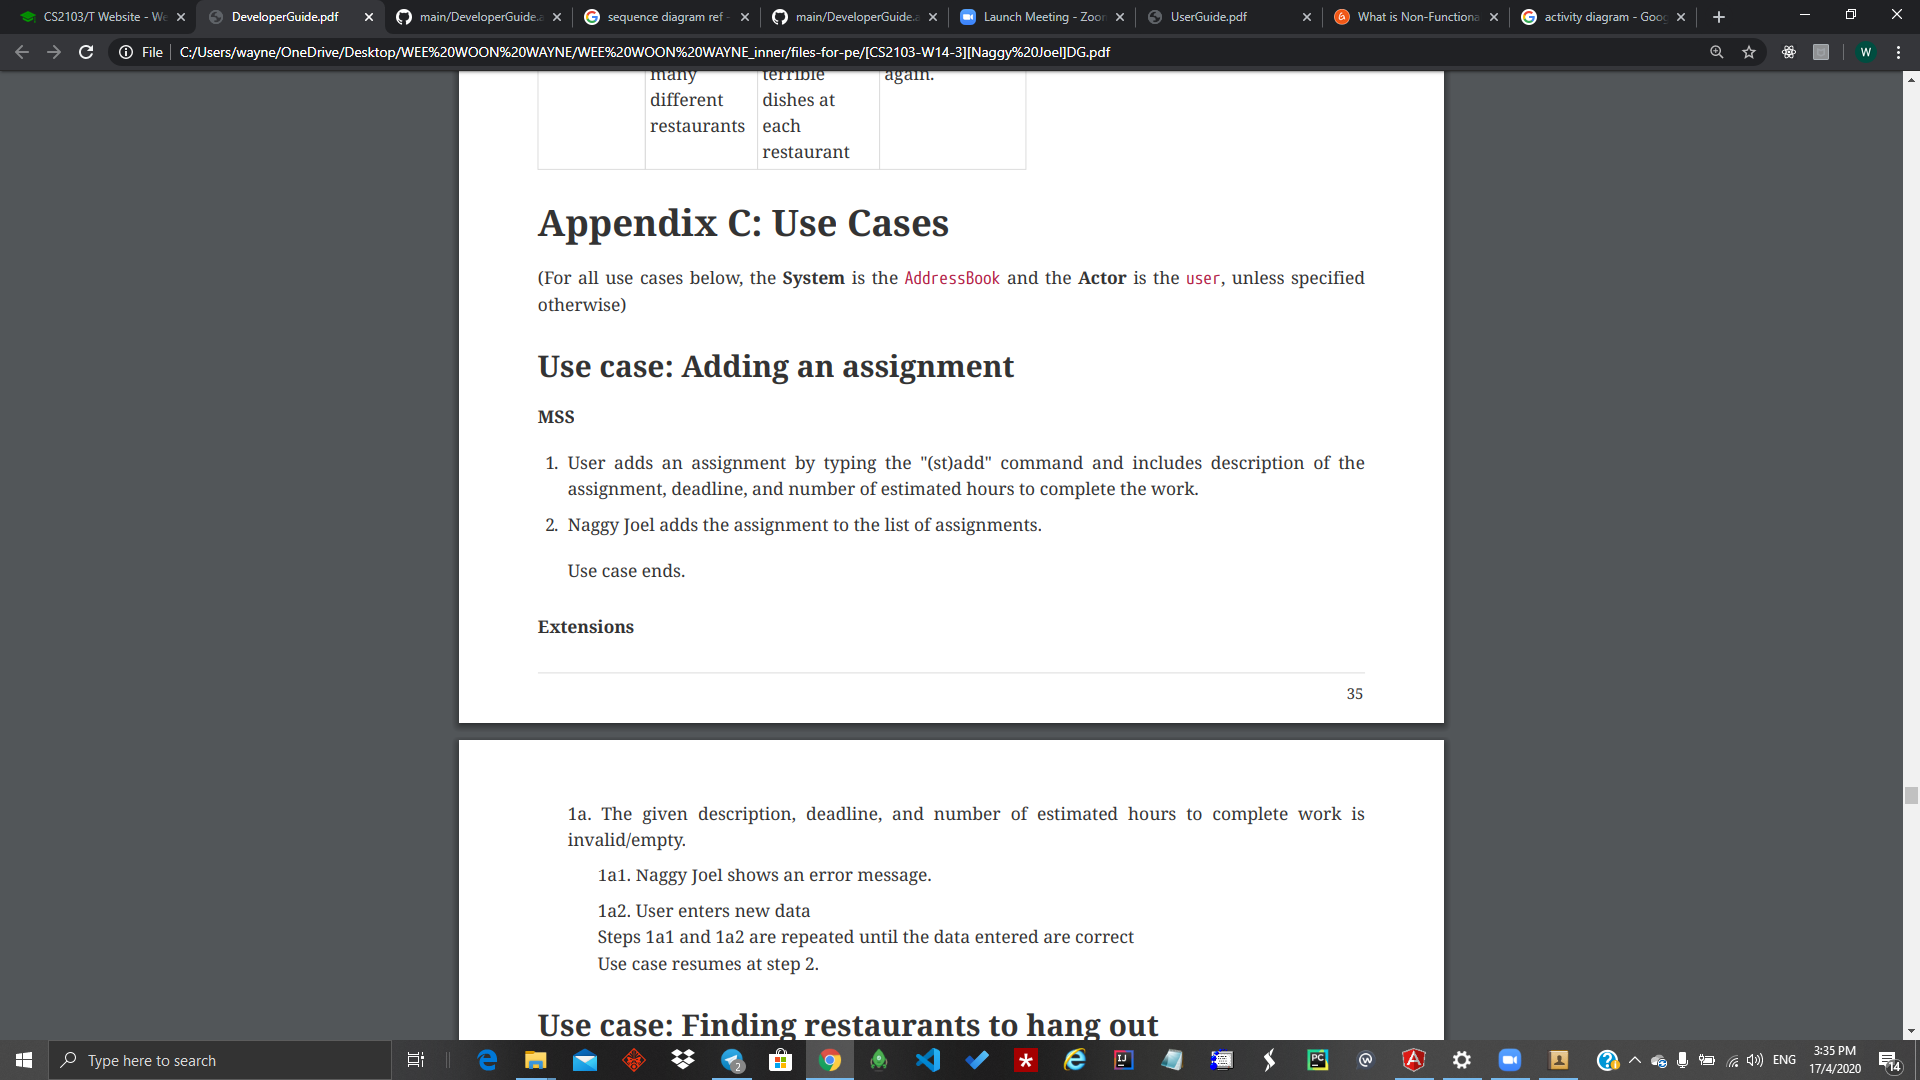 CS2103/T Website - We
DeveloperGuide.pdf
main/DeveloperGuide.a
sequence diagram ref -
main/DeveloperGuide.a
Launch Meeting - Zoor
UserGuide.pdf
What is Non-Functiona
activity diagram - Goog
File
C:/Users/wayne/OneDrive/Desktop/WEE%20WOON%20WAYNE/WEE%20WOON%20WAYNE_inner/files-for-pe/[CS2103-W14-3][Naggy%20Joel]DG.pdf
W
many terrible again.
different dishes at
restaurants each
restaurant
Appendix C: Use Cases
(For all use cases below, the System is the AddressBook and the Actor is the user, unless specified
otherwise)
Use case: Adding an assignment
MSS
1. User adds an assignment by typing the "(st)add" command and includes description of the
assignment, deadline, and number of estimated hours to complete the work.
2. Naggy Joel adds the assignment to the list of assignments.
Use case ends.
Extensions
35
1a. The given description, deadline, and number of estimated hours to complete work is
invalid/empty.
1a1. Naggy Joel shows an error message.
1a2. User enters new data
Steps 1a1 and 1a2 are repeated until the data entered are correct
Use case resumes at step 2.
Use case: Finding restaurants to hang out
Type here to search
2
IJ
PC
ENG
3:35 PM
17/4/2020
14